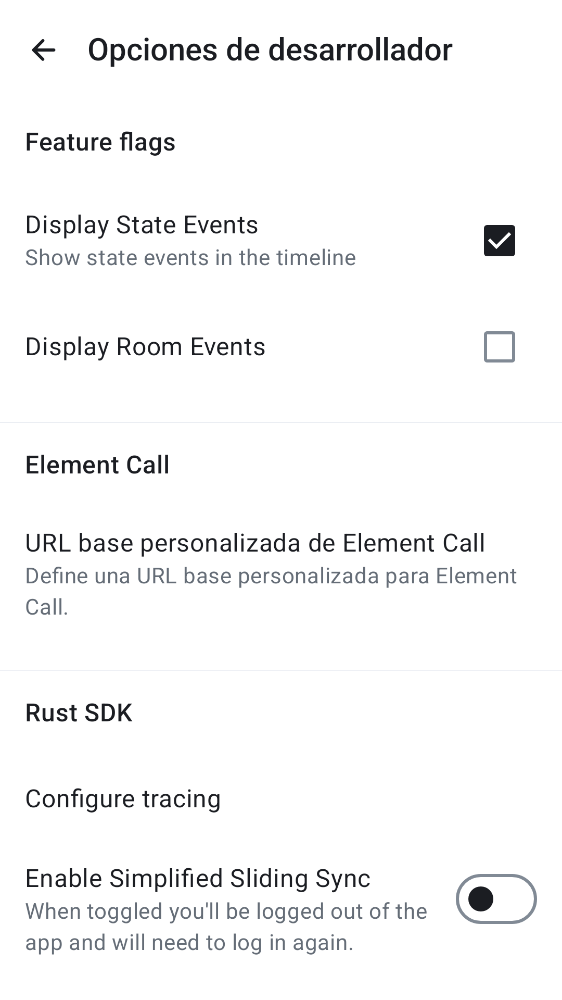 Opciones de desarrollador
Feature flags
Display State Events
Show state events in the timeline
Display Room Events
Element Call
URL base personalizada de Element Call
Define una URL base personalizada para Element
Call.
Rust SDK
Configure tracing
Enable Simplified Sliding Sync
When toggled you'll be logged out of the
app and will need to log in again.